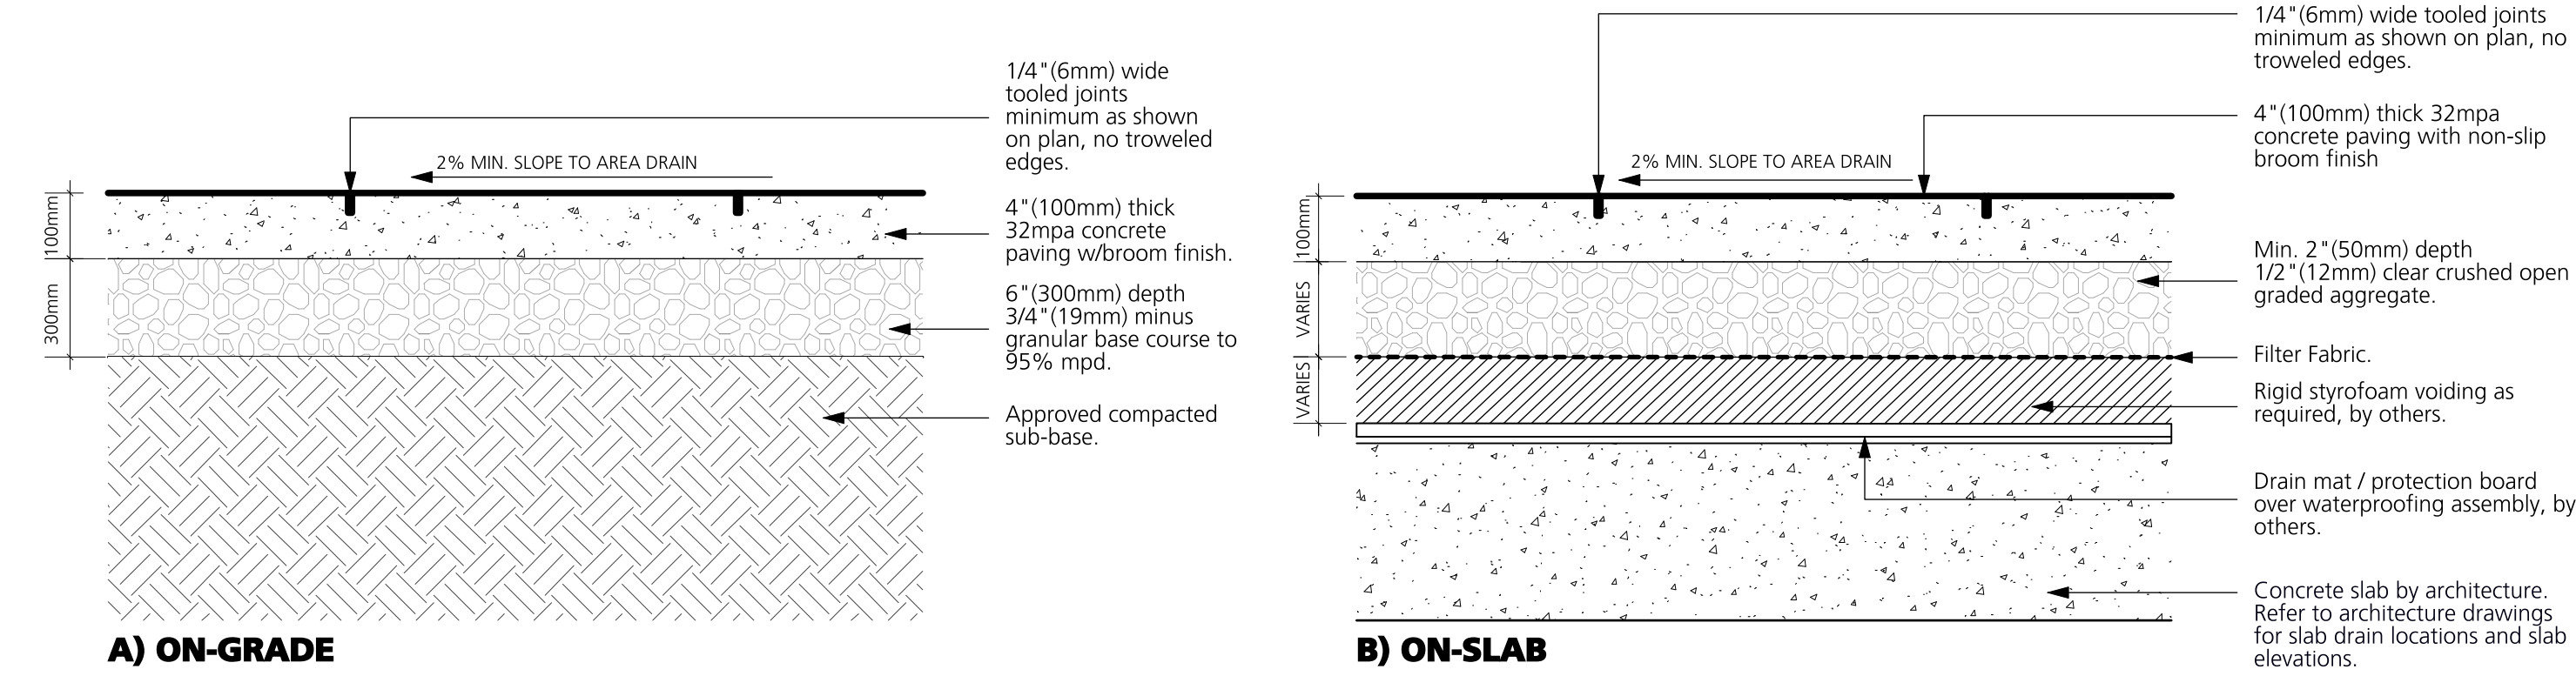 1/4"(6mm) wide
tooled joints
minimum as shown
on plan, no troweled
edges.
2% MIN. SLOPE TO AREA DRAIN
4"(100mm) thick
32mpa concrete
paving w/broom finish.
6"(300mm) depth
3/4"(19mm) minus
granular base course to
95% mpd.
Approved compacted
sub-base.
100mm
300mm
A) ON-GRADE
1/4"(6mm) wide tooled joints
minimum as shown on plan, no
troweled edges.
4"(100mm) thick 32mpa
concrete paving with non-slip
broom finish
2% MIN. SLOPE TO AREA DRAIN
Min. 2"(50mm) depth
1/2"(12mm) clear crushed open
graded aggregate.
Filter Fabric.
Rigid styrofoam voiding as
required, by others.
Drain mat / protection board
over waterproofing assembly, by
others.
Concrete slab by architecture.
Refer to architecture drawings
for slab drain locations and slab
elevations.
100mm
VARIES
VARIES
B) ON-SLAB